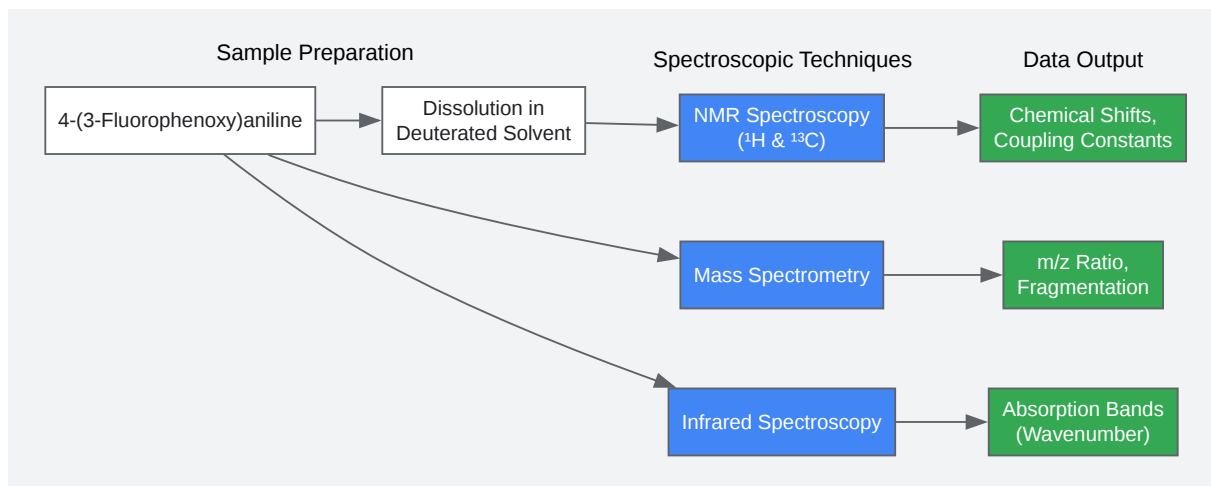 Sample Preparation
Spectroscopic Techniques
Data Output
4-(3-Fluorophenoxy)aniline
Dissolution in
Deuterated Solvent
NMR Spectroscopy
(¹H & ¹³C)
Chemical Shifts,
Coupling Constants
Mass Spectrometry
m/z Ratio,
Fragmentation
Infrared Spectroscopy
Absorption Bands
(Wavenumber)